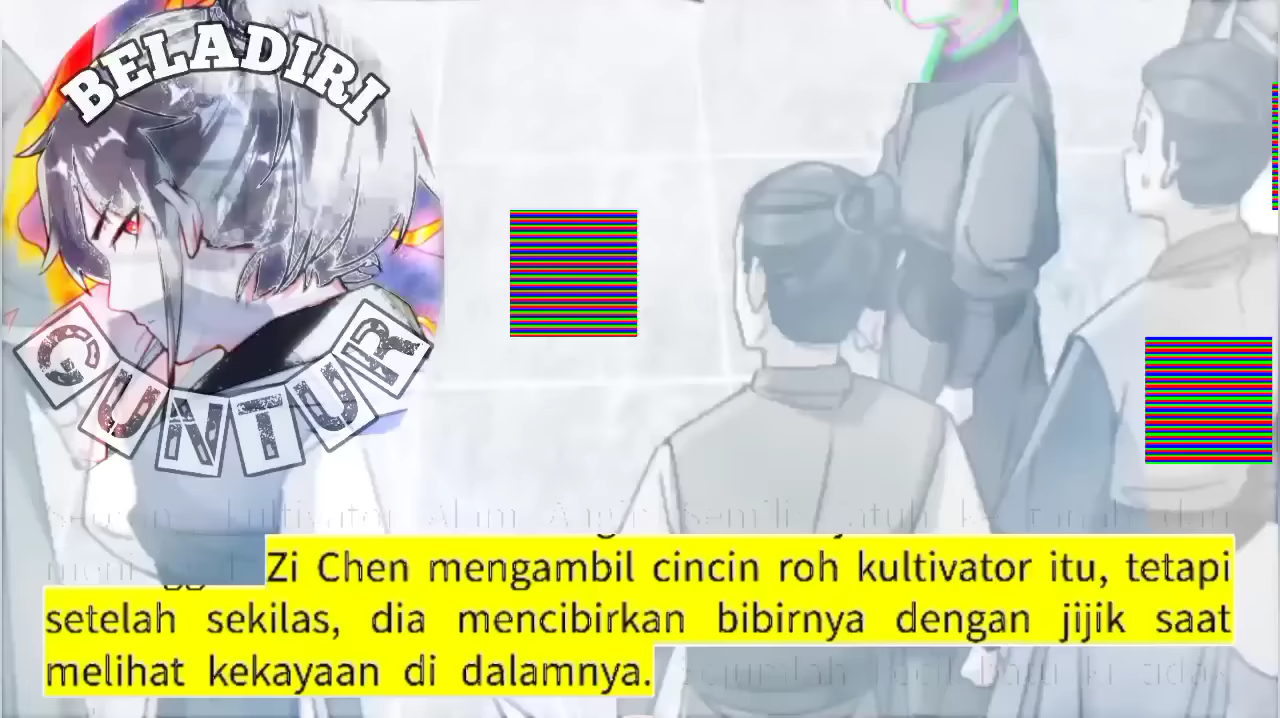 BELADIRI
GUNTUR
Zi Chen mengambil cincin roh kultivator itu, tetapi
setelah sekilas, dia mencibirkan bibirnya dengan jijik saat
melihat kekayaan di dalamnya.